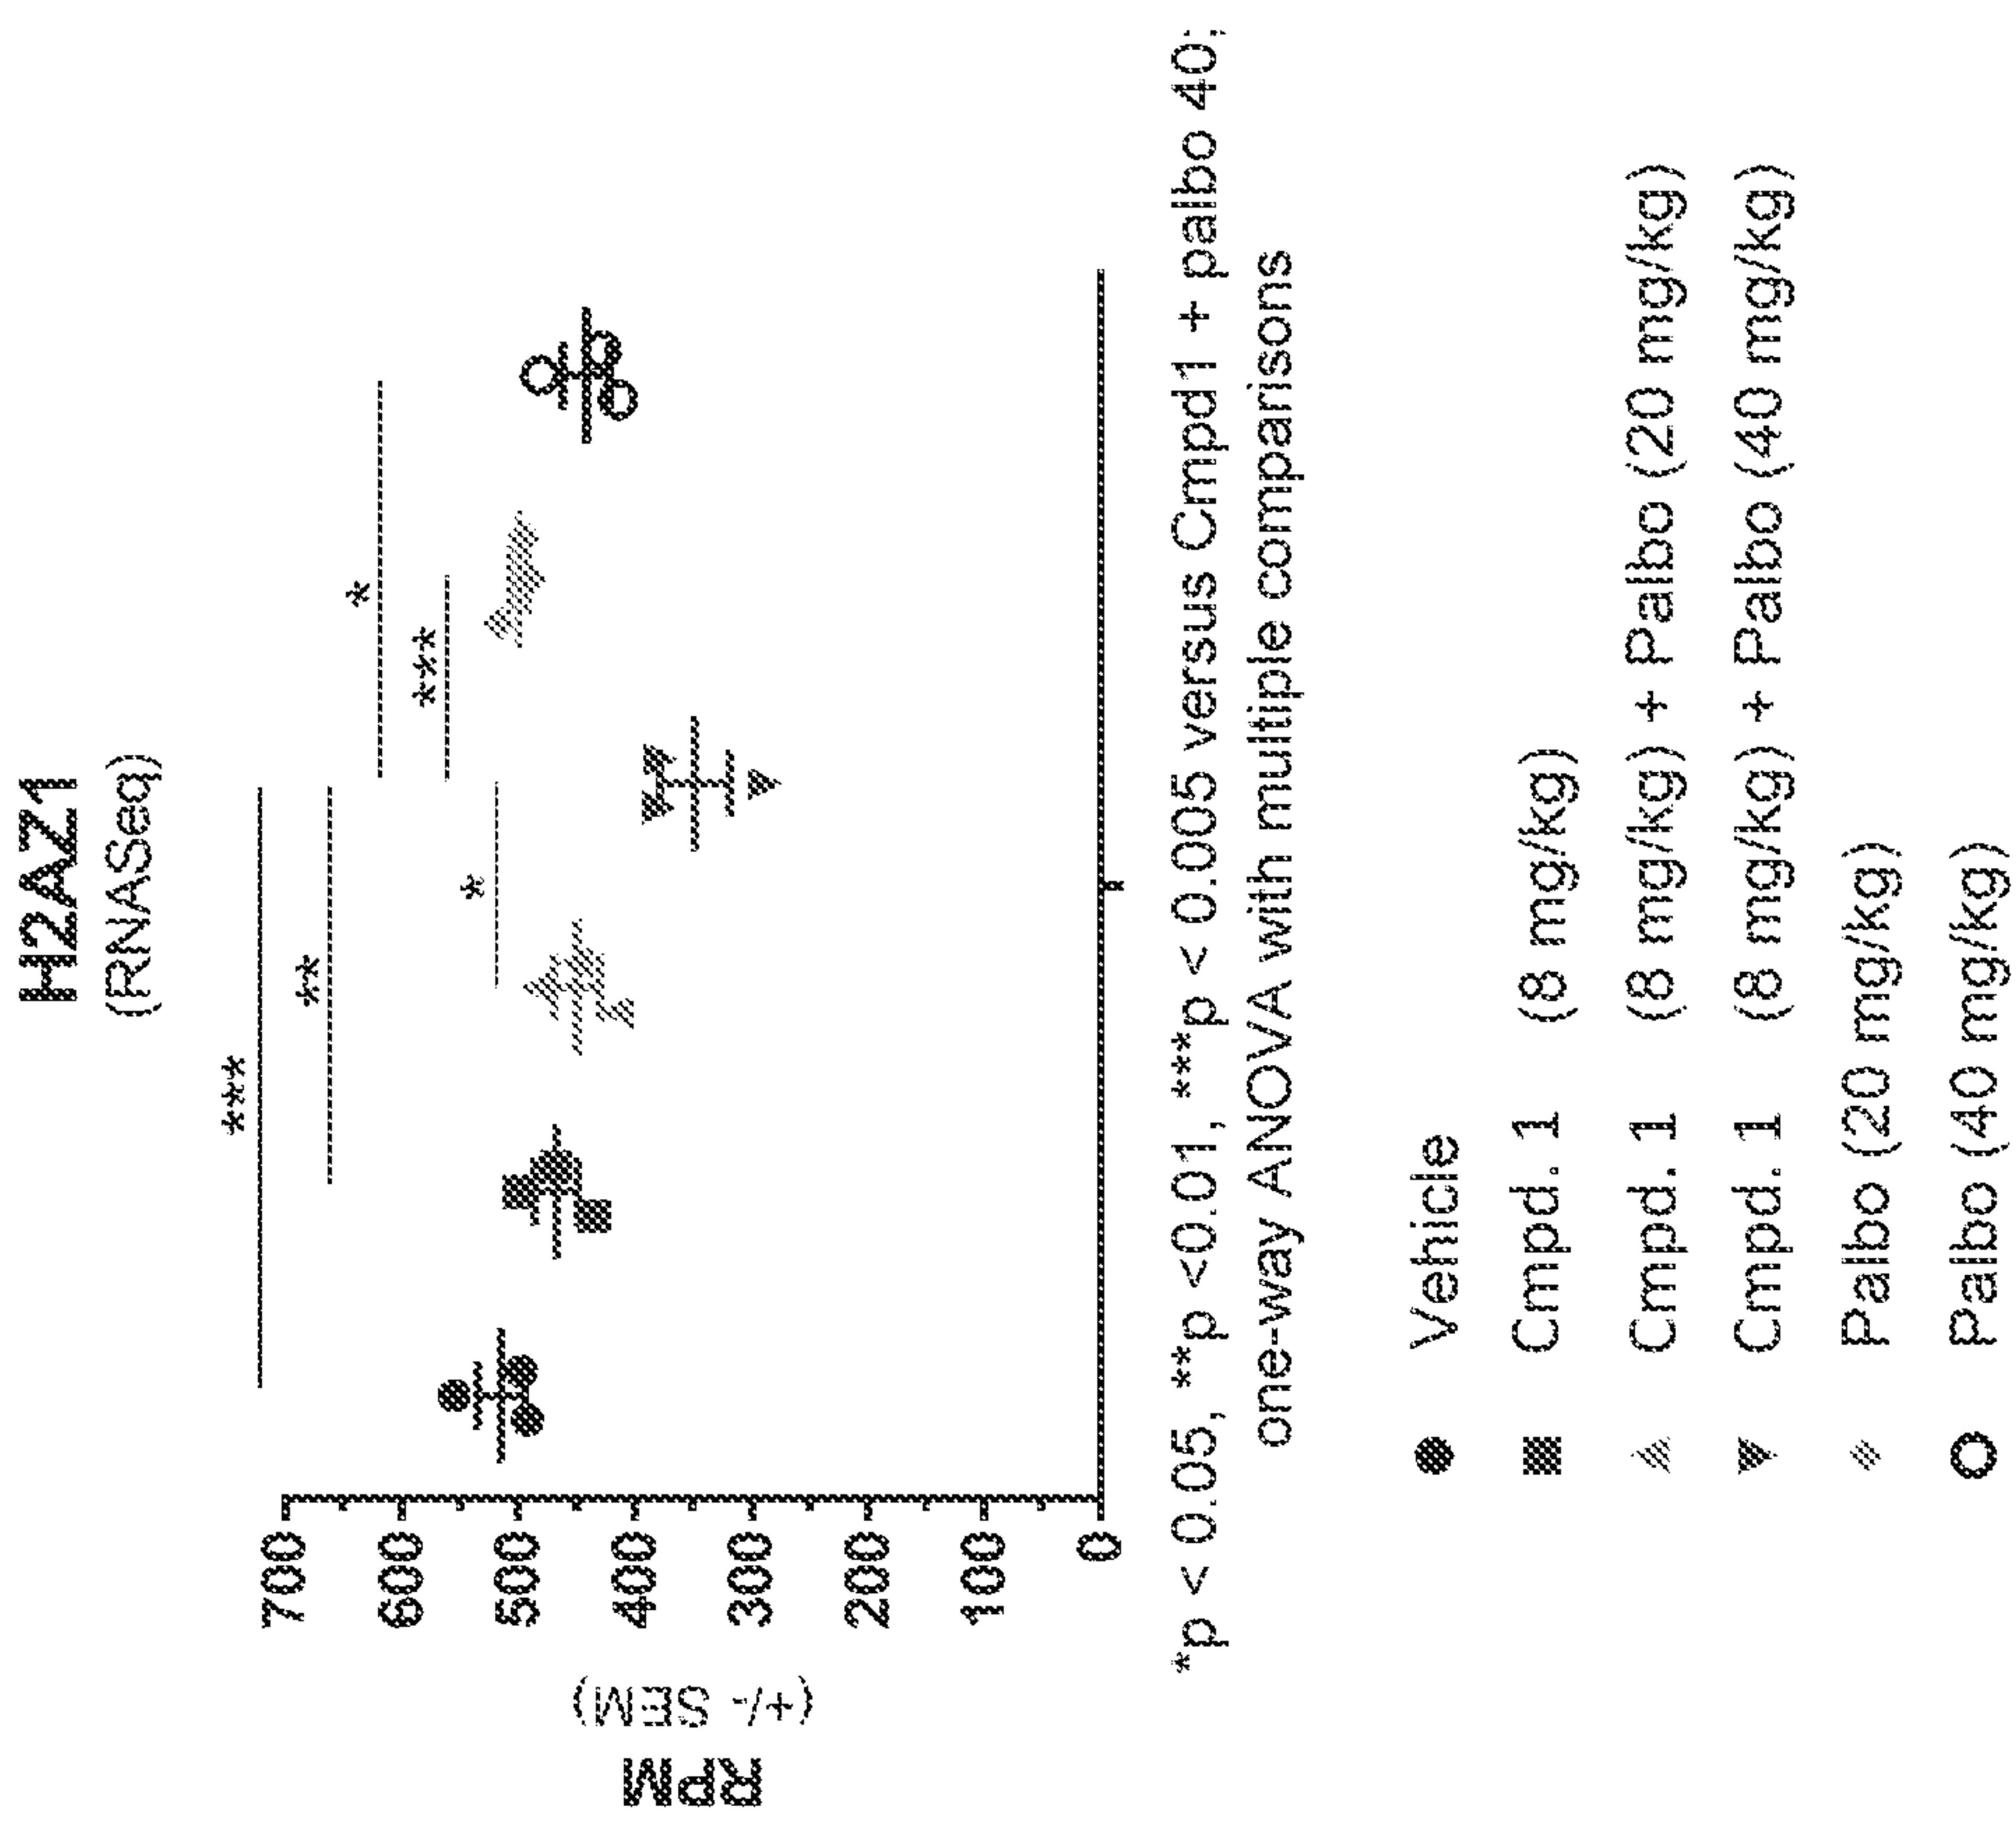 H2AZ1
(RNASeq)
***
**
*
***
*
RPM
(+/- SEM)
700
600
500
400
300
200
100
0
*p < 0.05, **p <0.01, ***p < 0.005 versus Cmpd1 + palbo 40;
one-way ANOVA with multiple comparisons
Vehicle
Cmpd. 1 (8 mg/kg)
Cmpd. 1 (8 mg/kg) + Palbo (20 mg/kg)
Cmpd. 1 (8 mg/kg) + Palbo (40 mg/kg)
Palbo (20 mg/kg)
Palbo (40 mg/kg)